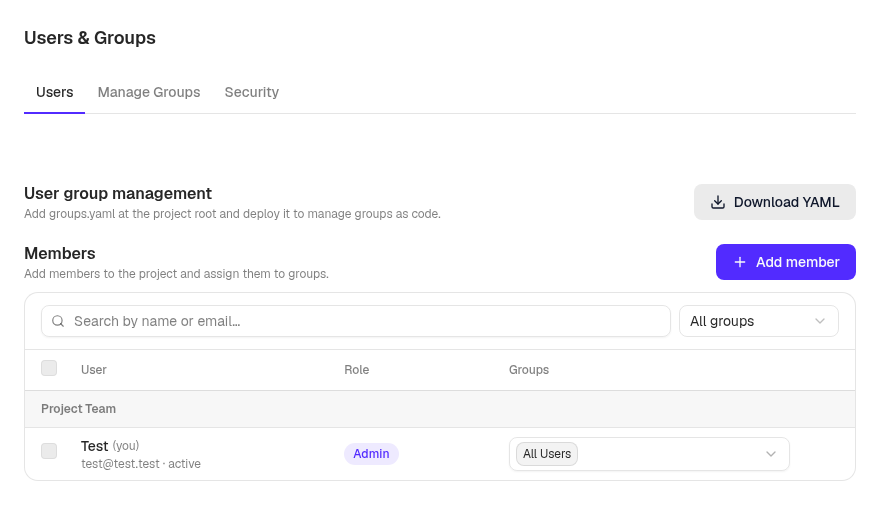 Users & Groups
Users Manage Groups Security
User group management
Add groups.yaml at the project root and deploy it to manage groups as code.
Download YAML
Members
Add members to the project and assign them to groups.
Add member
Search by name or email...
All groups
User Role Groups
Project Team
Test (you)
test@test.test · active
Admin
All Users